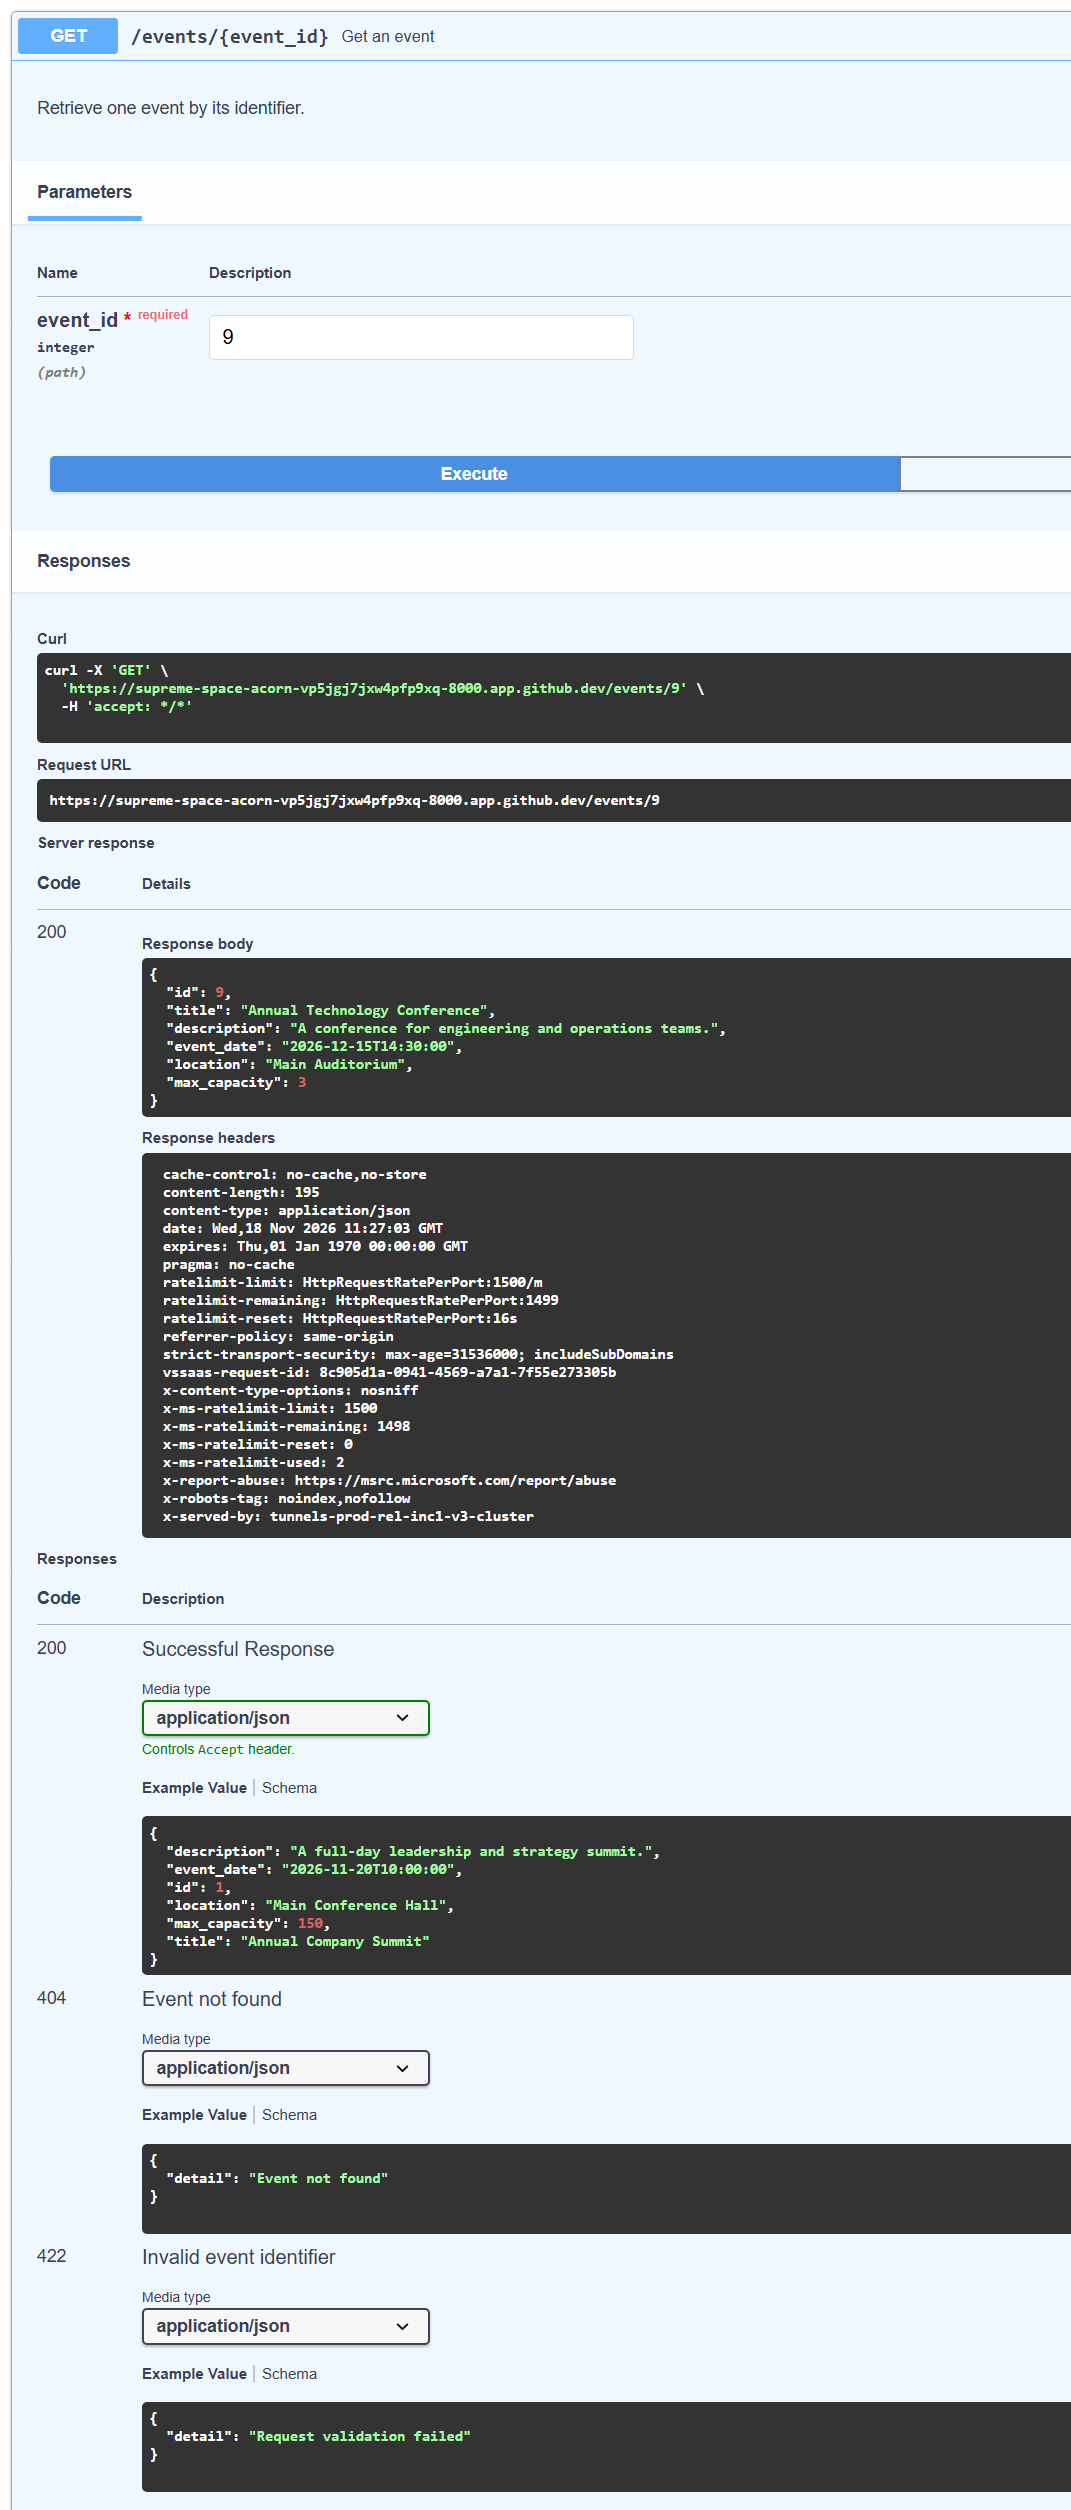 GET /events/{event_id} Get an event
Retrieve one event by its identifier.
Parameters
Name Description
event_id * required
integer
(path)
9
Execute
Responses
Curl
curl -X 'GET' \
  'https://supreme-space-acorn-vp5jgj7jxw4pfp9xq-8000.app.github.dev/events/9' \
  -H 'accept: */*'
Request URL
https://supreme-space-acorn-vp5jgj7jxw4pfp9xq-8000.app.github.dev/events/9
Server response
Code Details
200
Response body
{
  "id": 9,
  "title": "Annual Technology Conference",
  "description": "A conference for engineering and operations teams.",
  "event_date": "2026-12-15T14:30:00",
  "location": "Main Auditorium",
  "max_capacity": 3
}
Response headers
cache-control: no-cache,no-store
content-length: 195
content-type: application/json
date: Wed,18 Nov 2026 11:27:03 GMT
expires: Thu,01 Jan 1970 00:00:00 GMT
pragma: no-cache
ratelimit-limit: HttpRequestRatePerPort:1500/m
ratelimit-remaining: HttpRequestRatePerPort:1499
ratelimit-reset: HttpRequestRatePerPort:16s
referrer-policy: same-origin
strict-transport-security: max-age=31536000; includeSubDomains
vssaas-request-id: 8c905d1a-0941-4569-a7a1-7f55e273305b
x-content-type-options: nosniff
x-ms-ratelimit-limit: 1500
x-ms-ratelimit-remaining: 1498
x-ms-ratelimit-reset: 0
x-ms-ratelimit-used: 2
x-report-abuse: https://msrc.microsoft.com/report/abuse
x-robots-tag: noindex,nofollow
x-served-by: tunnels-prod-rel-inc1-v3-cluster
Responses
Code Description
200 Successful Response
Media type
application/json
Controls Accept header.
Example Value Schema
{
  "description": "A full-day leadership and strategy summit.",
  "event_date": "2026-11-20T10:00:00",
  "id": 1,
  "location": "Main Conference Hall",
  "max_capacity": 150,
  "title": "Annual Company Summit"
}
404 Event not found
Media type
application/json
Example Value Schema
{
  "detail": "Event not found"
}
422 Invalid event identifier
Media type
application/json
Example Value Schema
{
  "detail": "Request validation failed"
}